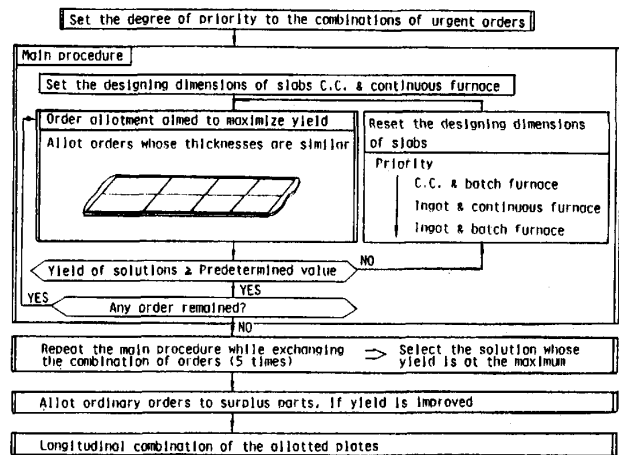 Set the degree of priority to the combinations of urgent orders
Main procedure
Set the designing dimensions of slabs C.C. & continuous furnace
Order allotment aimed to maximize yield
Allot orders whose thicknesses are similar
Reset the designing dimensions
of slabs
Priority
C.C. & batch furnace
Ingot & continuous furnace
Ingot & batch furnace
Yield of solutions ≥ Predetermined value
NO
YES
YES
Any order remained?
NO
Repeat the main procedure while exchanging
the combination of orders (5 times)
⇒ Select the solution whose
yield is at the maximum
Allot ordinary orders to surplus parts, if yield is improved
Longitudinal combination of the allotted plates